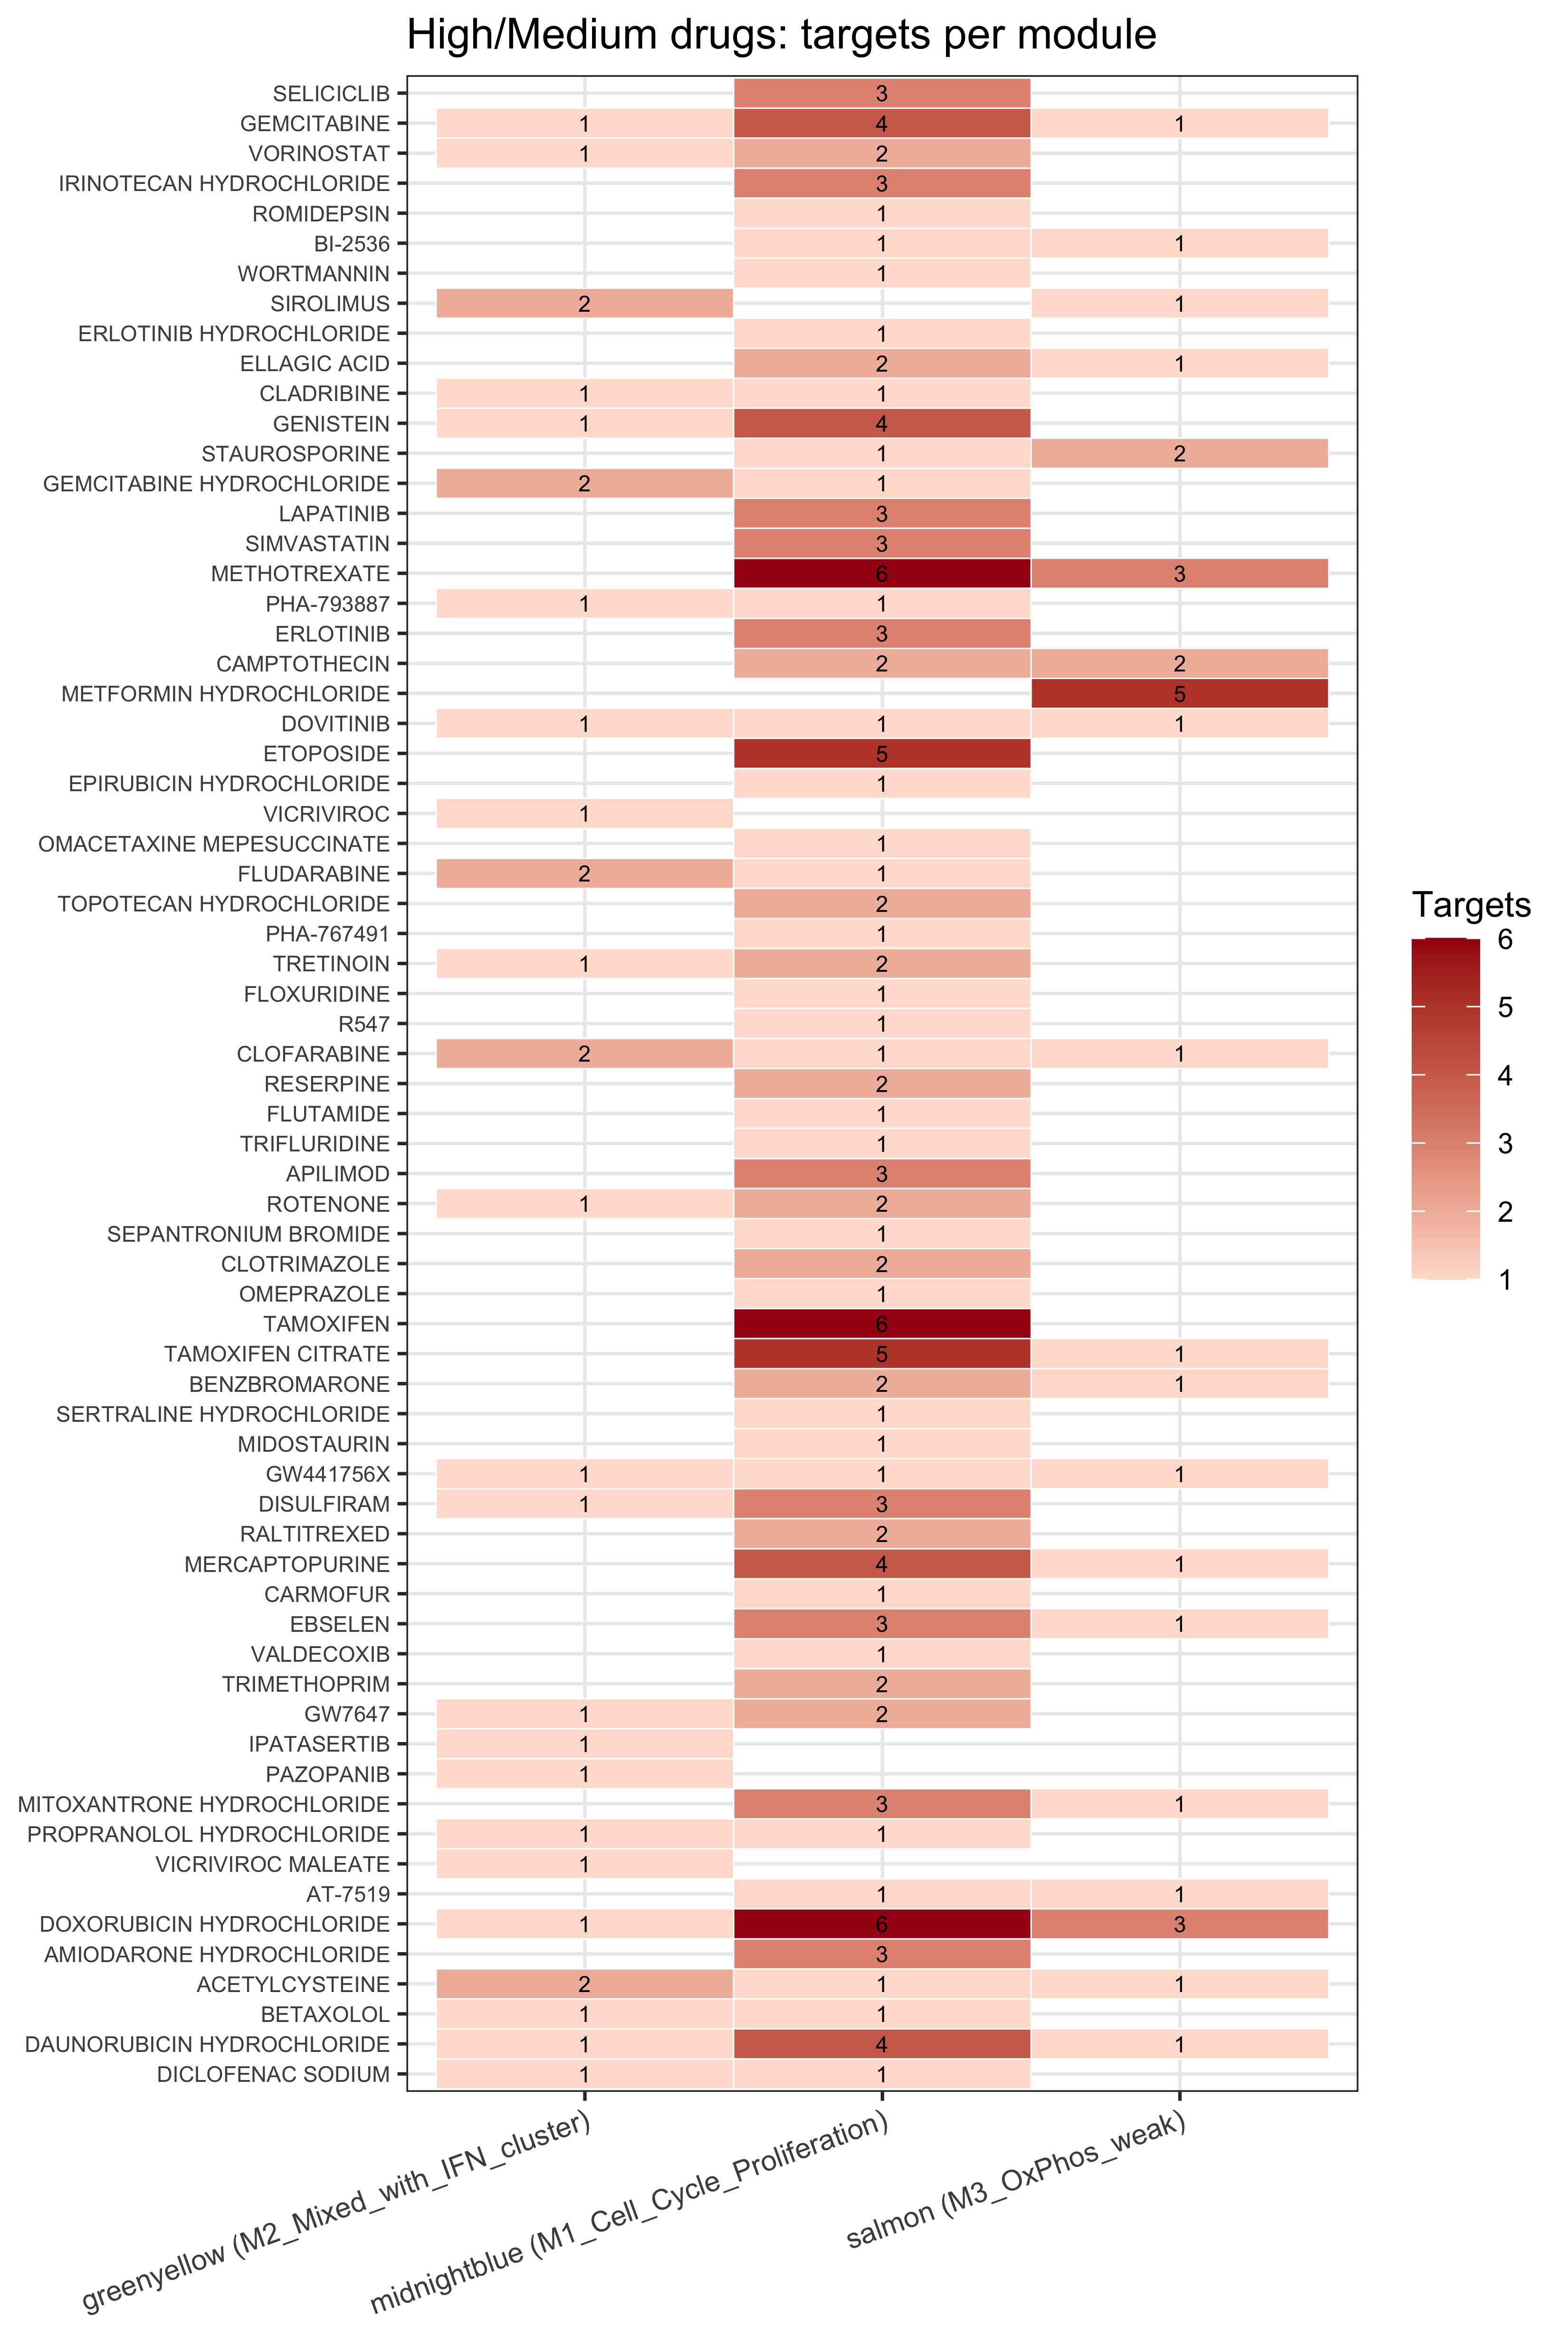 High/Medium drugs: targets per module
SELICICLIB 3
GEMCITABINE 1 4 1
VORINOSTAT 1 2
IRINOTECAN HYDROCHLORIDE 3
ROMIDEPSIN 1
BI-2536 1 1
WORTMANNIN 1
SIROLIMUS 2 1
ERLOTINIB HYDROCHLORIDE 1
ELLAGIC ACID 2 1
CLADRIBINE 1 1
GENISTEIN 1 4
STAUROSPORINE 1 2
GEMCITABINE HYDROCHLORIDE 2 1
LAPATINIB 3
SIMVASTATIN 3
METHOTREXATE 6 3
PHA-793887 1 1
ERLOTINIB 3
CAMPTOTHECIN 2 2
METFORMIN HYDROCHLORIDE 5
DOVITINIB 1 1 1
ETOPOSIDE 5
EPIRUBICIN HYDROCHLORIDE 1
VICRIVIROC 1
OMACETAXINE MEPESUCCINATE 1
FLUDARABINE 2 1
TOPOTECAN HYDROCHLORIDE 2
PHA-767491 1
TRETINOIN 1 2
FLOXURIDINE 1
R547 1
CLOFARABINE 2 1 1
RESERPINE 2
FLUTAMIDE 1
TRIFLURIDINE 1
APILIMOD 3
ROTENONE 1 2
SEPANTRONIUM BROMIDE 1
CLOTRIMAZOLE 2
OMEPRAZOLE 1
TAMOXIFEN 6
TAMOXIFEN CITRATE 5 1
BENZBROMARONE 2 1
SERTRALINE HYDROCHLORIDE 1
MIDOSTAURIN 1
GW441756X 1 1 1
DISULFIRAM 1 3
RALTITREXED 2
MERCAPTOPURINE 4 1
CARMOFUR 1
EBSELEN 3 1
VALDECOXIB 1
TRIMETHOPRIM 2
GW7647 1 2
IPATASERTIB 1
PAZOPANIB 1
MITOXANTRONE HYDROCHLORIDE 3 1
PROPRANOLOL HYDROCHLORIDE 1 1
VICRIVIROC MALEATE 1
AT-7519 1 1
DOXORUBICIN HYDROCHLORIDE 1 6 3
AMIODARONE HYDROCHLORIDE 3
ACETYLCYSTEINE 2 1 1
BETAXOLOL 1 1
DAUNORUBICIN HYDROCHLORIDE 1 4 1
DICLOFENAC SODIUM 1 1
greenyellow (M2_Mixed_with_IFN_cluster)
midnightblue (M1_Cell_Cycle_Proliferation)
salmon (M3_OxPhos_weak)
Targets
6
5
4
3
2
1